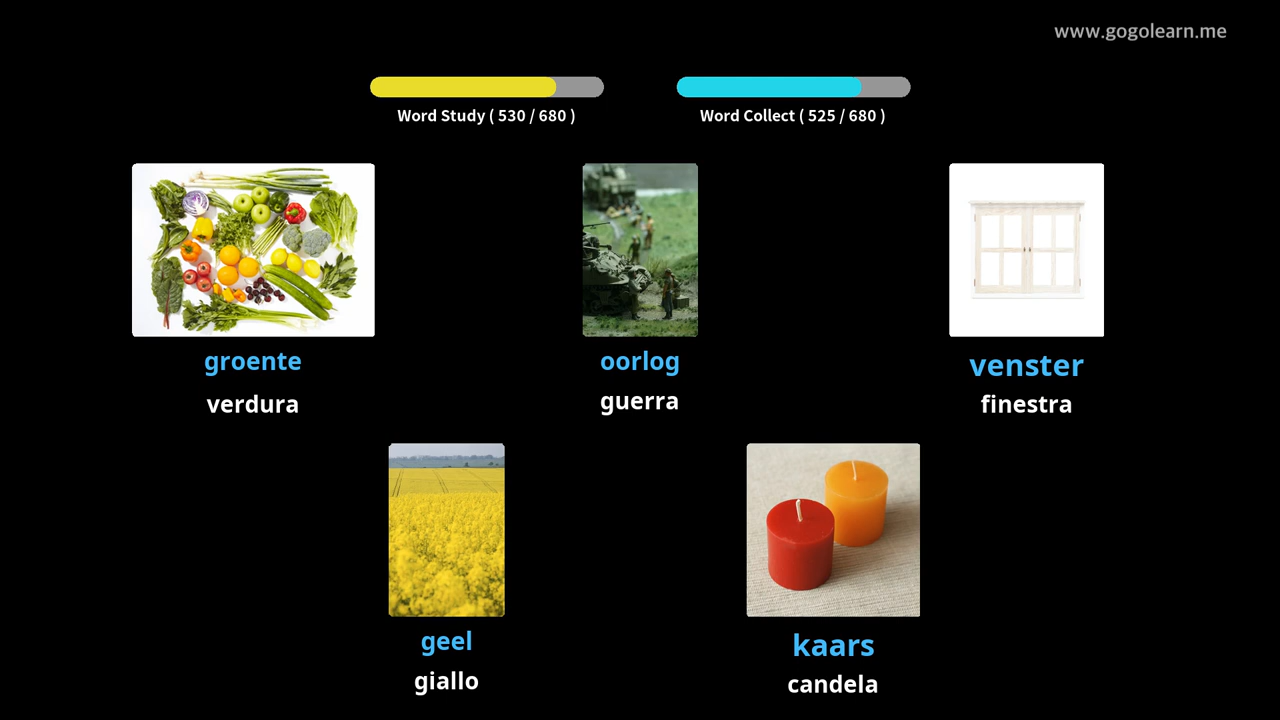 www.gogolearn.me
Word Study ( 530 / 680 )
Word Collect ( 525 / 680 )
groente
verdura
oorlog
guerra
venster
finestra
geel
giallo
kaars
candela